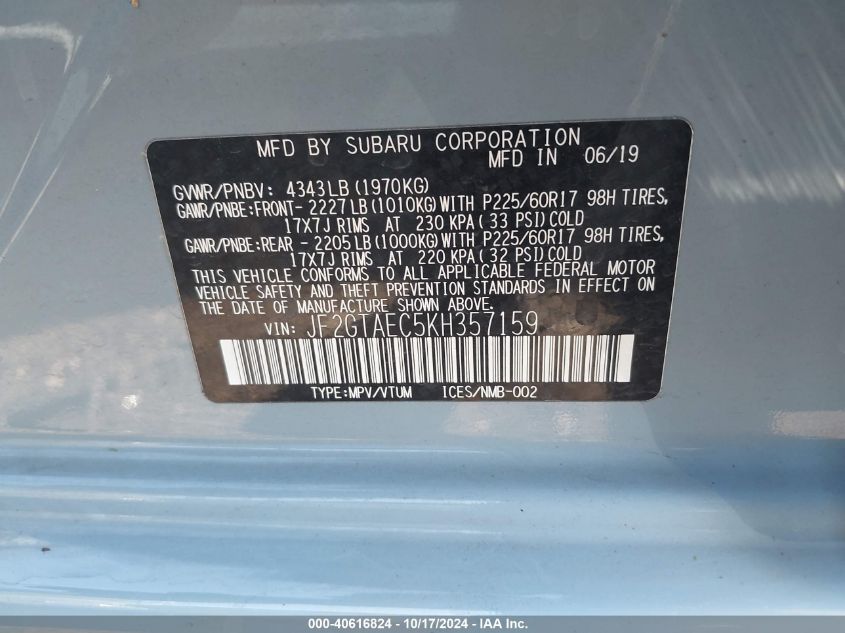 MFD BY SUBARU CORPORATION
MFD IN 06/19
GVWR/PNBV: 4343LB (1970KG)
GAWR/PNBE:FRONT- 2227LB (1010KG) WITH P225/60R17 98H TIRES,
17X7J RIMS AT 230 KPA ( 33 PSI) COLD
GAWR/PNBE:REAR - 2205LB (1000KG) WITH P225/60R17 98H TIRES,
17X7J RIMS AT 220 KPA ( 32 PSI) COLD
THIS VEHICLE CONFORMS TO ALL APPLICABLE FEDERAL MOTOR
VEHICLE SAFETY AND THEFT PREVENTION STANDARDS IN EFFECT ON
THE DATE OF MANUFACTURE SHOWN ABOVE.
VIN: JF2GTAEC5KH357159
TYPE:MPV/VTUM ICES/NMB-002
000-40616824 - 10/17/2024 - IAA Inc.